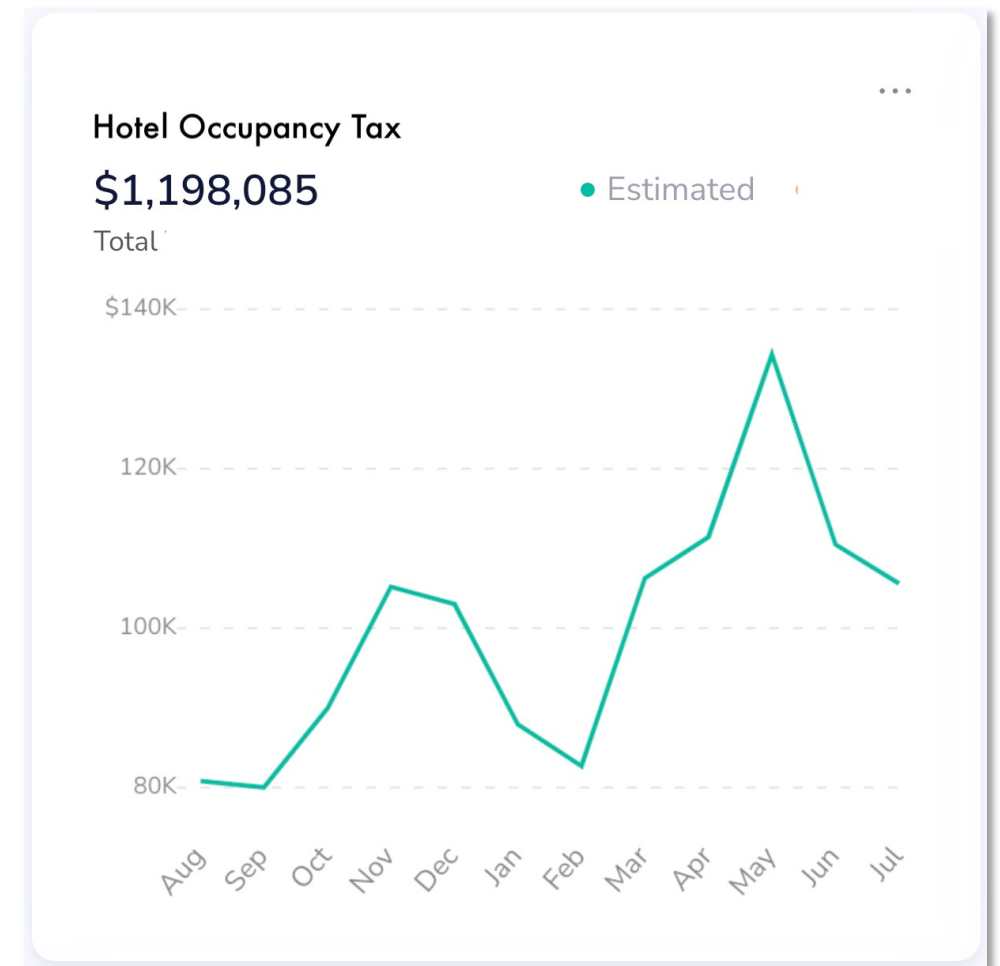 ...
Hotel Occupancy Tax
$1,198,085
Estimated
Total
$140K
120K
100K
80K
Aug Sep Oct Nov Dec Jan Feb Mar Apr May Jun Jul